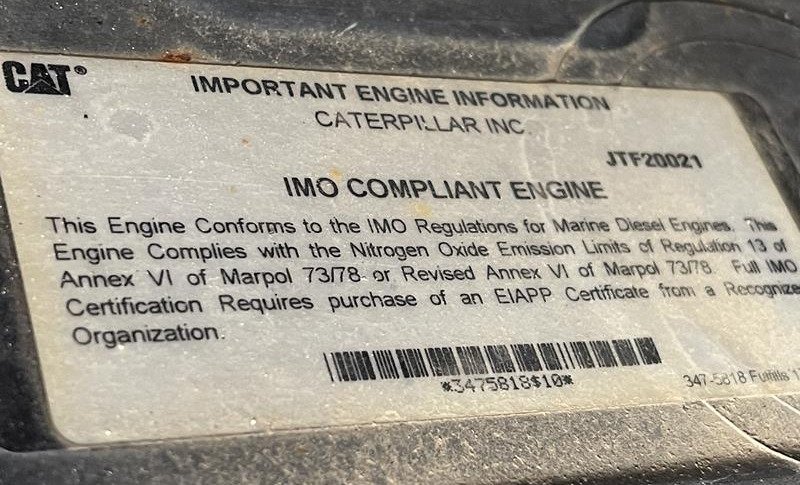 CAT®
IMPORTANT ENGINE INFORMATION
CATERPILLAR INC
JTF20021
IMO COMPLIANT ENGINE
This Engine Conforms to the IMO Regulations for Marine Diesel Engines. This
Engine Complies with the Nitrogen Oxide Emission Limits of Regulation 13 of
Annex VI of Marpol 73/78 or Revised Annex VI of Marpol 73/78. Full IMO
Certification Requires purchase of an EIAPP Certificate from a Recognize
Organization.
*3475818$10*
347-5818 Fulfills